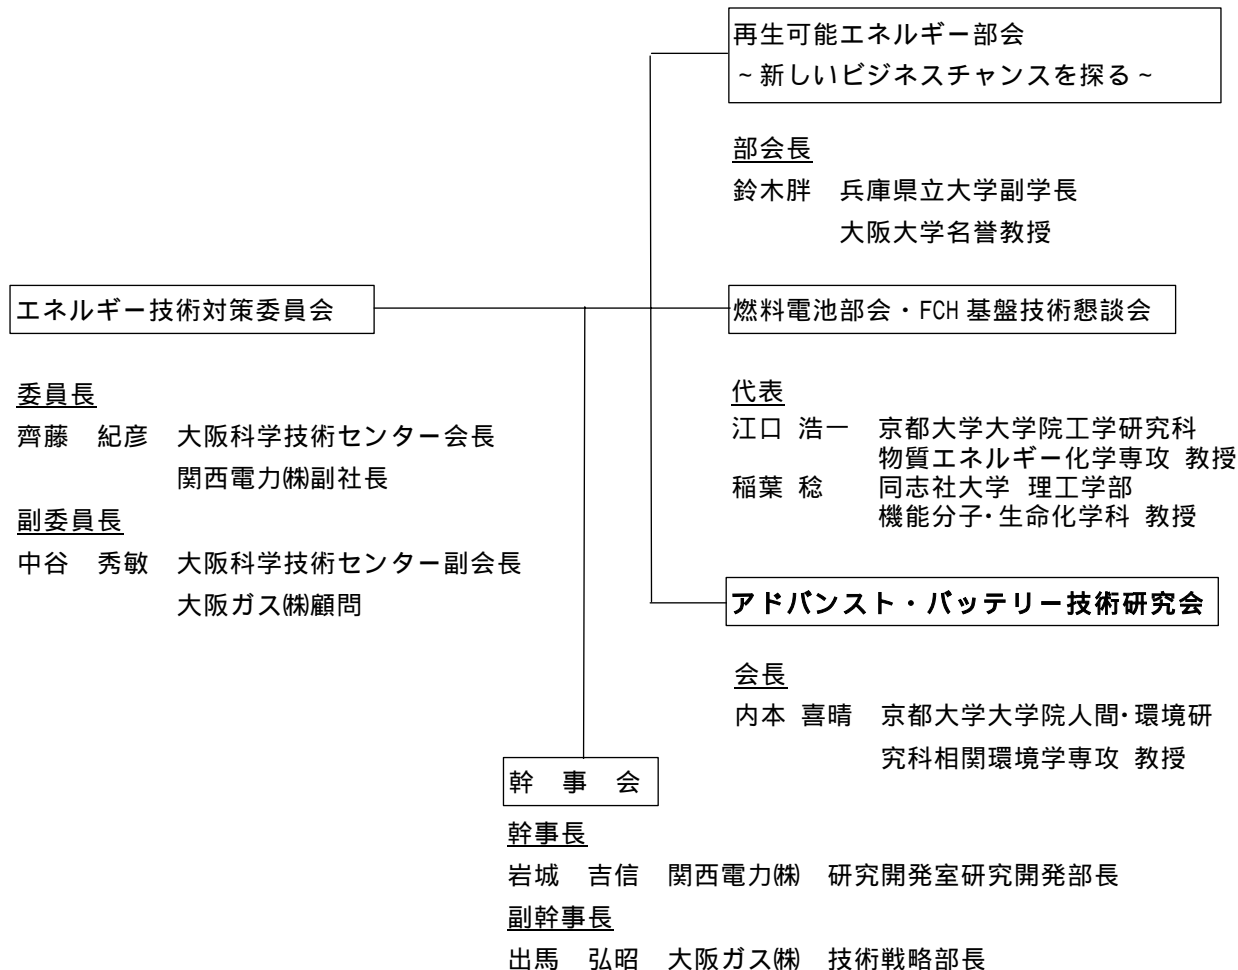 再生可能エネルギー部会
~新しいビジネスチャンスを探る~
部会長
鈴木胖 兵庫県立大学副学長
大阪大学名誉教授
エネルギー技術対策委員会
委員長
齊藤 紀彦 大阪科学技術センター会長
関西電力㈱副社長
副委員長
中谷 秀敏 大阪科学技術センター副会長
大阪ガス㈱顧問
燃料電池部会・FCH基盤技術懇談会
代表
江口 浩一 京都大学大学院工学研究科
物質エネルギー化学専攻 教授
稲葉 稔 同志社大学 理工学部
機能分子・生命化学科 教授
アドバンスト・バッテリー技術研究会
会長
内本 喜晴 京都大学大学院人間・環境研
究科相関環境学専攻 教授
幹 事 会
幹事長
岩城 吉信 関西電力㈱ 研究開発室研究開発部長
副幹事長
出馬 弘昭 大阪ガス㈱ 技術戦略部長